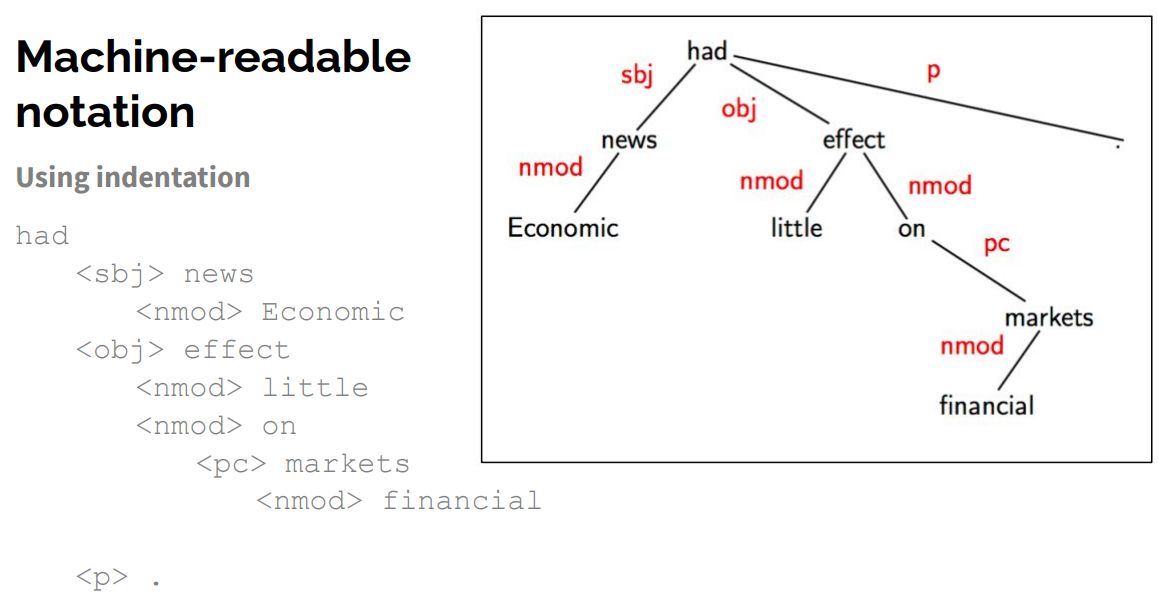 Machine-readable
notation
Using indentation
had
<sbj> news
<nmod> Economic
<obj> effect
<nmod> little
<nmod> on
<pc> markets
<nmod> financial
<p> .
had
sbj
obj
p
news
effect
.
nmod
nmod
nmod
Economic
little
on
pc
markets
nmod
financial